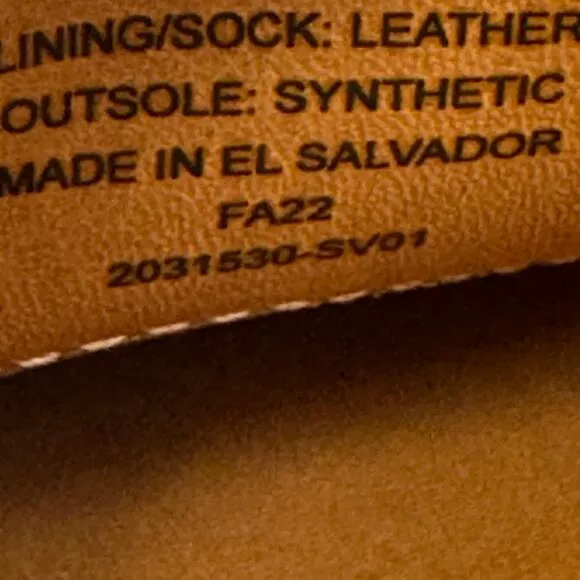 LINING/SOCK: LEATHER
OUTSOLE: SYNTHETIC
MADE IN EL SALVADOR
FA22
2031530-SV01